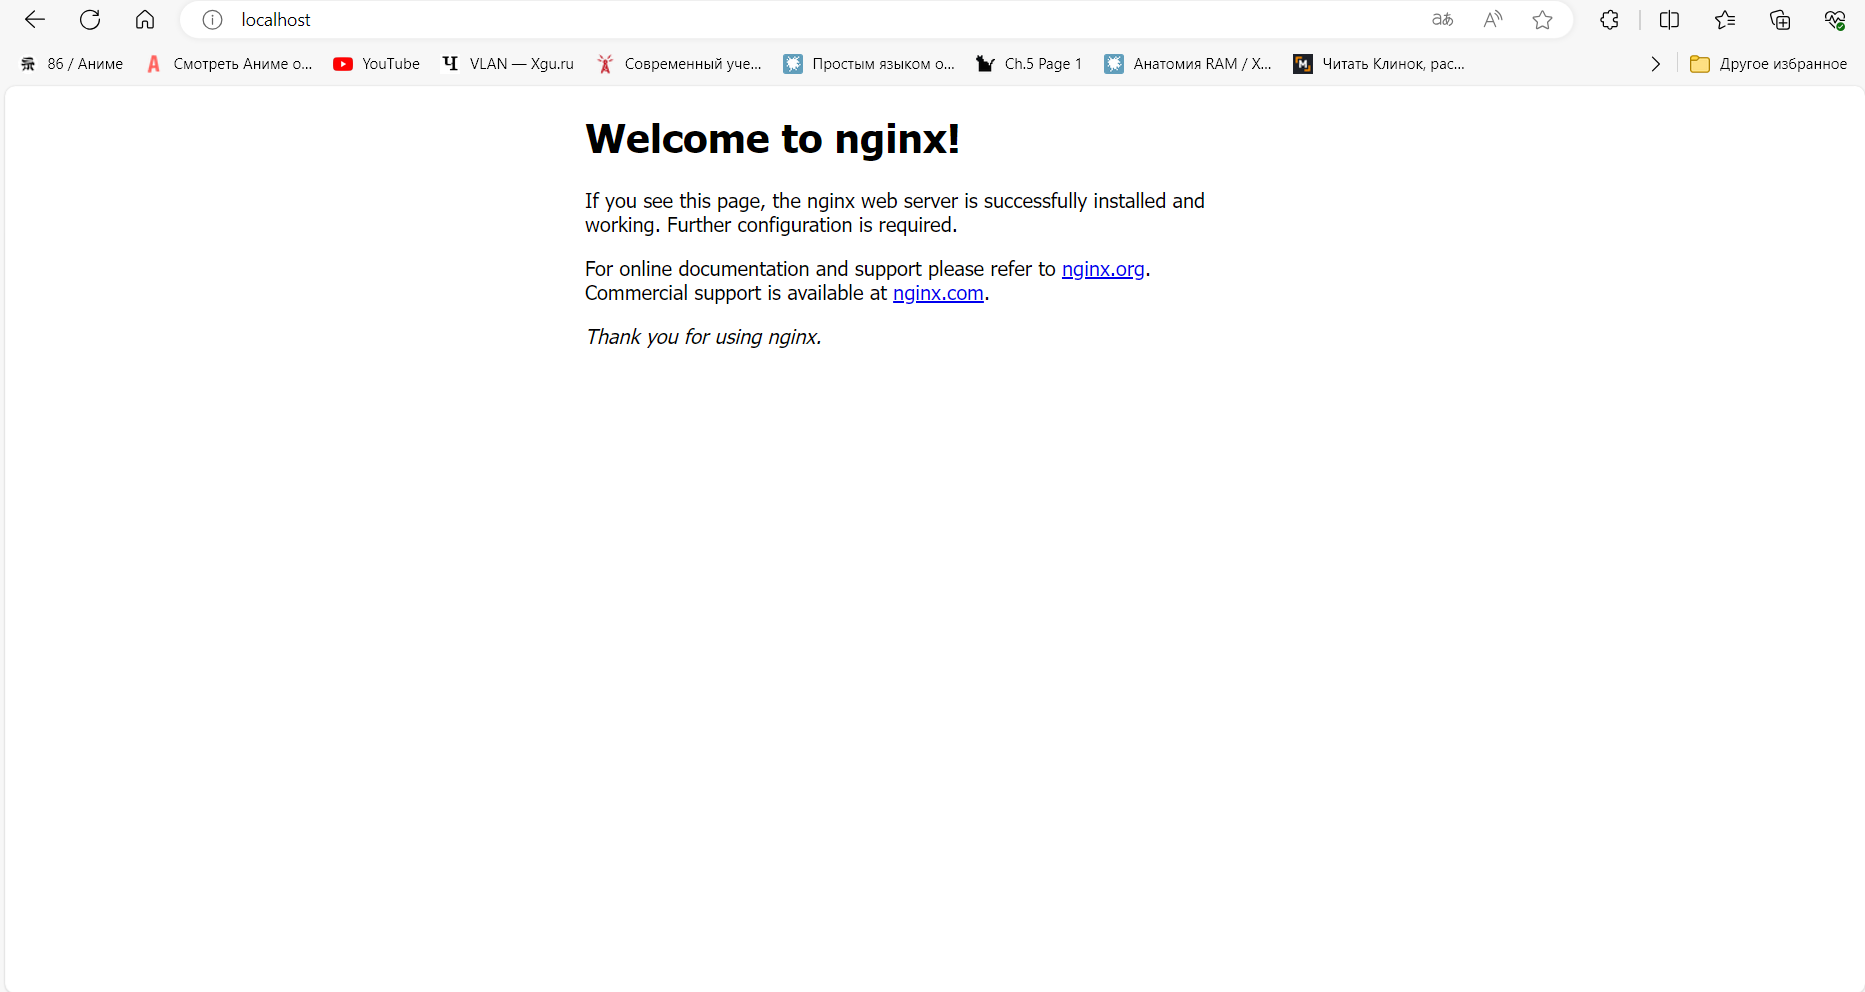 localhost
86 / Аниме
Смотреть Аниме о...
YouTube
VLAN — Xgu.ru
Современный уче...
Простым языком о...
Ch.5 Page 1
Анатомия RAM / Х...
Читать Клинок, рас...
Другое избранное
Welcome to nginx!
If you see this page, the nginx web server is successfully installed and
working. Further configuration is required.
For online documentation and support please refer to nginx.org.
Commercial support is available at nginx.com.
Thank you for using nginx.